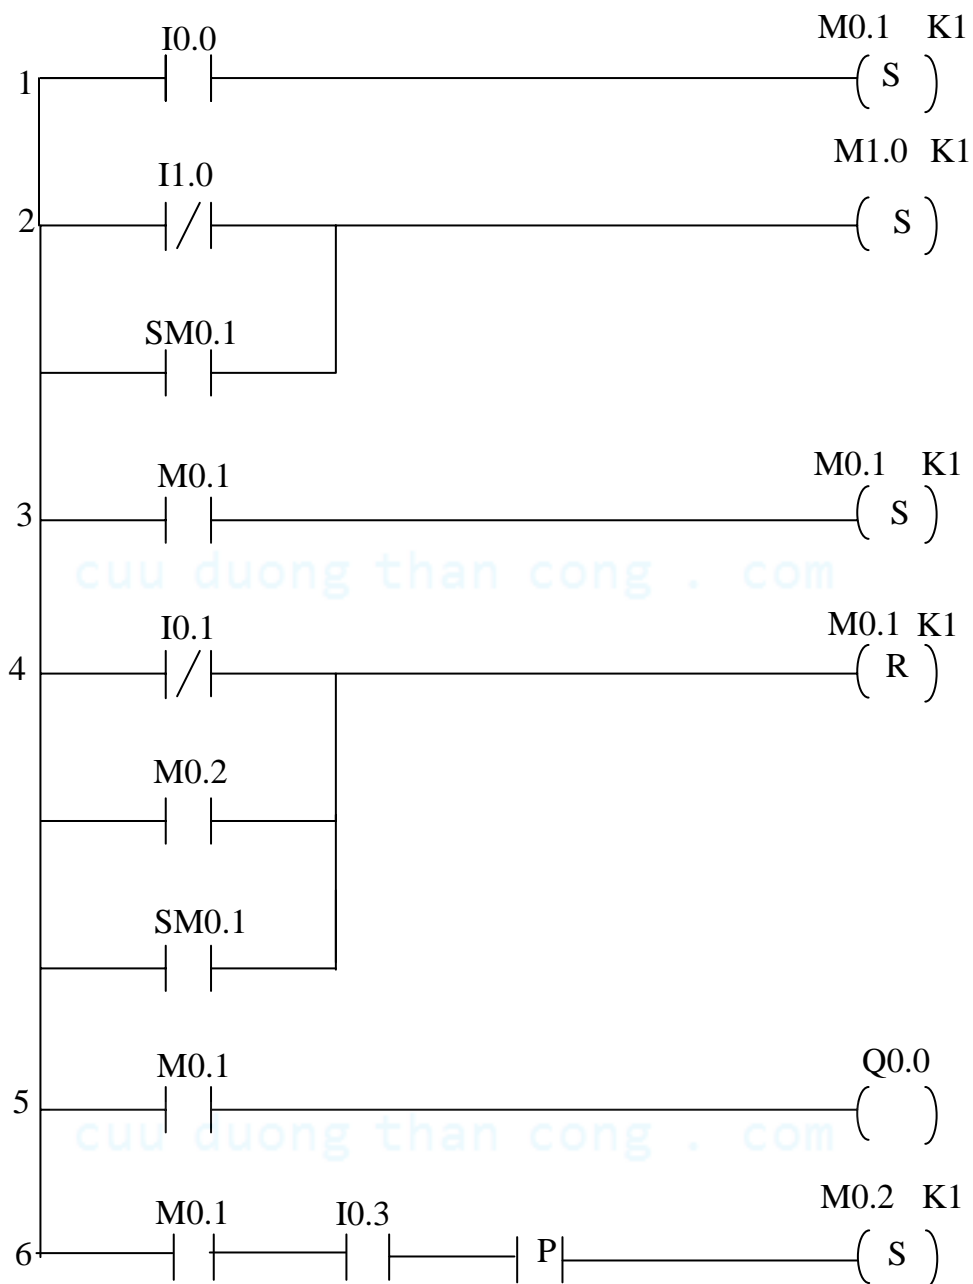 I0.0 M0.1 K1
1 S
I1.0 M1.0 K1
2 S
SM0.1
M0.1 M0.1 K1
3 S
cuu duong than cong . com
I0.1 M0.1 K1
4 R
M0.2
SM0.1
M0.1 Q0.0
5
cuu duong than cong . com
M0.1 I0.3 M0.2 K1
6 P S